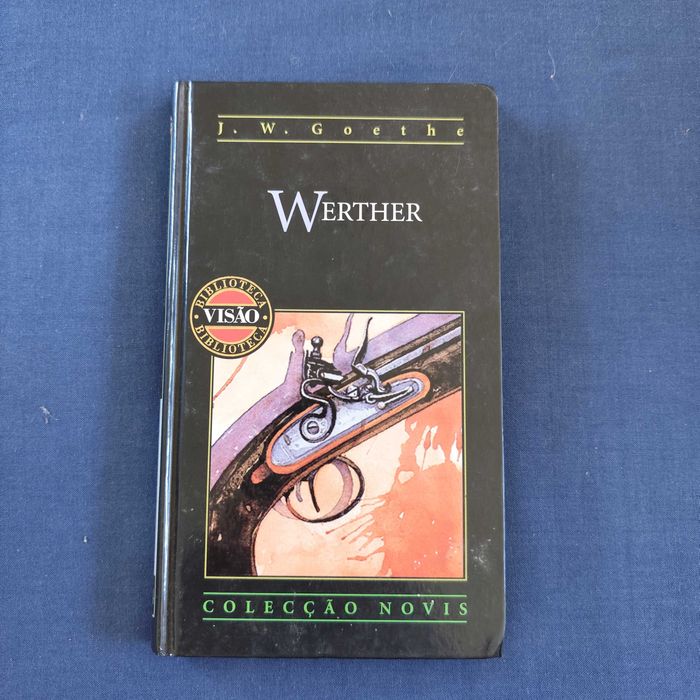 J. W. Goethe
WERTHER
BIBLIOTECA
VISÃO
BIBLIOTECA
COLECÇÃO NOVIS